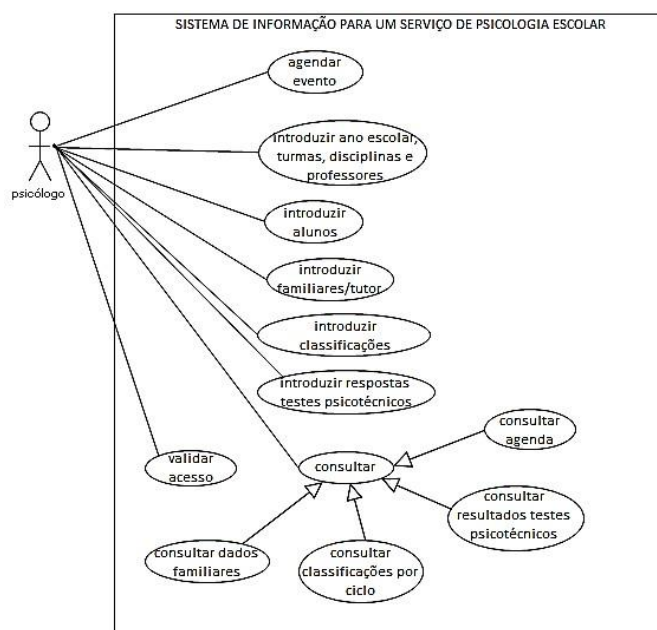 SISTEMA DE INFORMAÇÃO PARA UM SERVIÇO DE PSICOLOGIA ESCOLAR
agendar
evento
psicólogo
introduzir ano escolar,
turmas, disciplinas e
professores
introduzir
alunos
introduzir
familiares/tutor
introduzir
classificações
introduzir respostas
testes psicotécnicos
consultar
agenda
validar
acesso
consultar
consultar
resultados testes
psicotécnicos
consultar dados
familiares
consultar
classificações por
ciclo